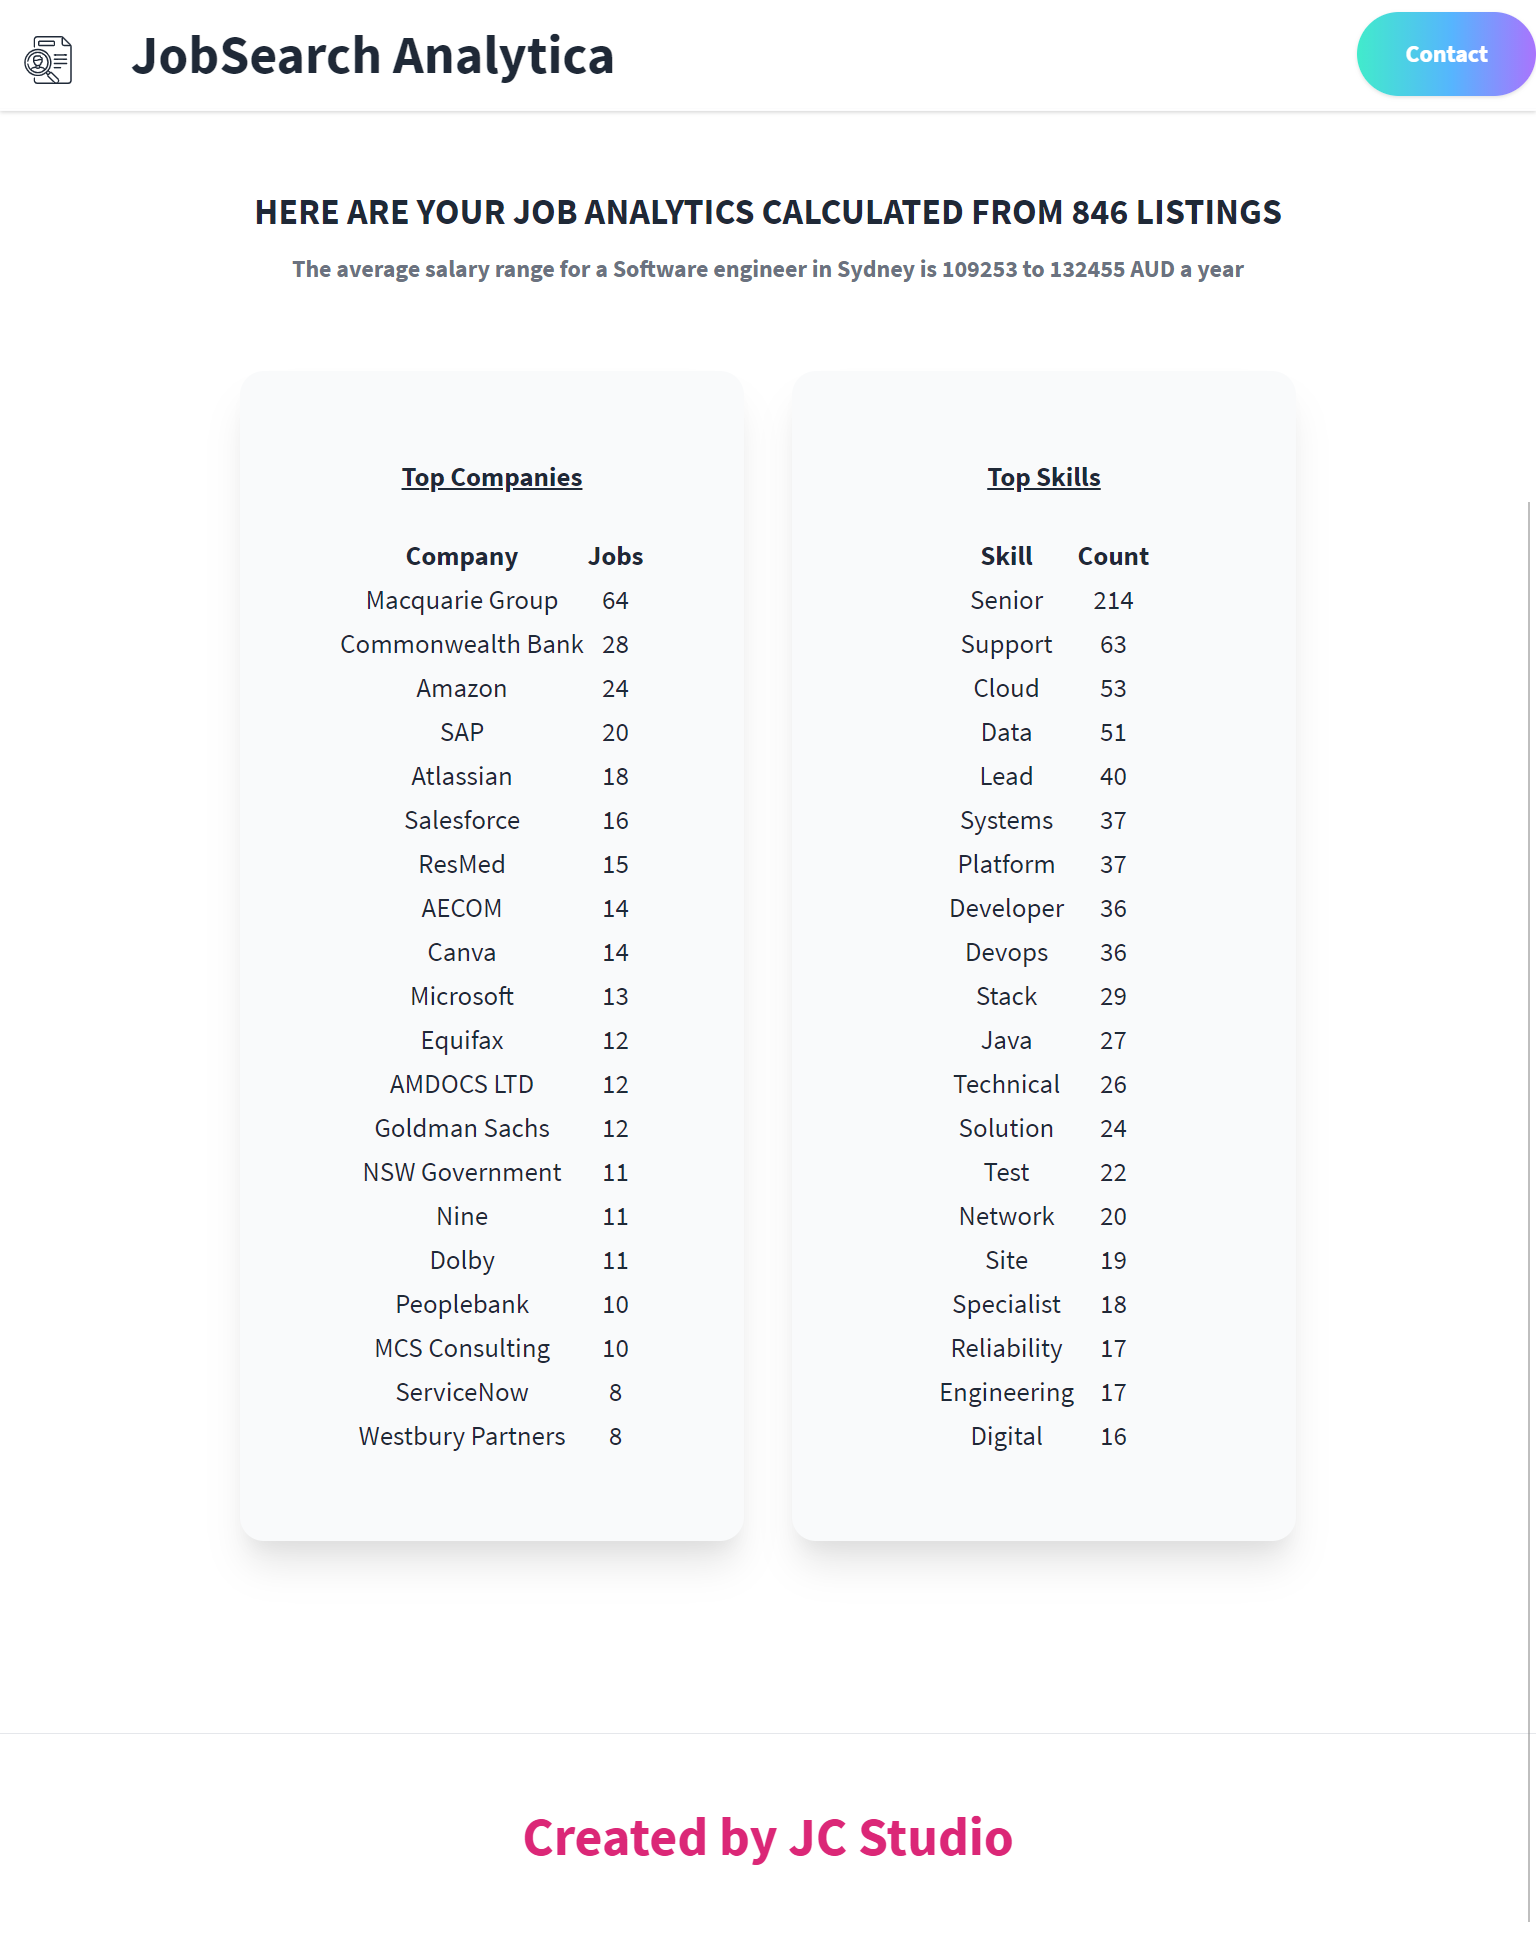 JobSearch Analytica
Contact
HERE ARE YOUR JOB ANALYTICS CALCULATED FROM 846 LISTINGS
The average salary range for a Software engineer in Sydney is 109253 to 132455 AUD a year
Top Companies
Company Jobs
Macquarie Group 64
Commonwealth Bank 28
Amazon 24
SAP 20
Atlassian 18
Salesforce 16
ResMed 15
AECOM 14
Canva 14
Microsoft 13
Equifax 12
AMDOCS LTD 12
Goldman Sachs 12
NSW Government 11
Nine 11
Dolby 11
Peoplebank 10
MCS Consulting 10
ServiceNow 8
Westbury Partners 8
Top Skills
Skill Count
Senior 214
Support 63
Cloud 53
Data 51
Lead 40
Systems 37
Platform 37
Developer 36
Devops 36
Stack 29
Java 27
Technical 26
Solution 24
Test 22
Network 20
Site 19
Specialist 18
Reliability 17
Engineering 17
Digital 16
Created by JC Studio